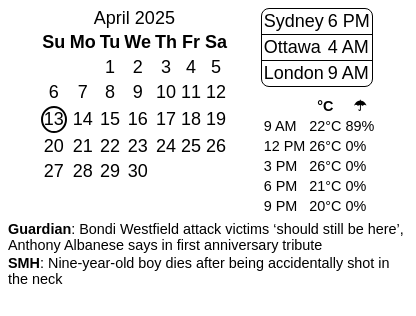 April 2025
Su Mo Tu We Th Fr Sa
1 2 3 4 5
6 7 8 9 10 11 12
13 14 15 16 17 18 19
20 21 22 23 24 25 26
27 28 29 30
Sydney 6 PM
Ottawa 4 AM
London 9 AM
°C ☂
9 AM 22°C 89%
12 PM 26°C 0%
3 PM 26°C 0%
6 PM 21°C 0%
9 PM 20°C 0%
Guardian: Bondi Westfield attack victims ‘should still be here’,
Anthony Albanese says in first anniversary tribute
SMH: Nine-year-old boy dies after being accidentally shot in
the neck